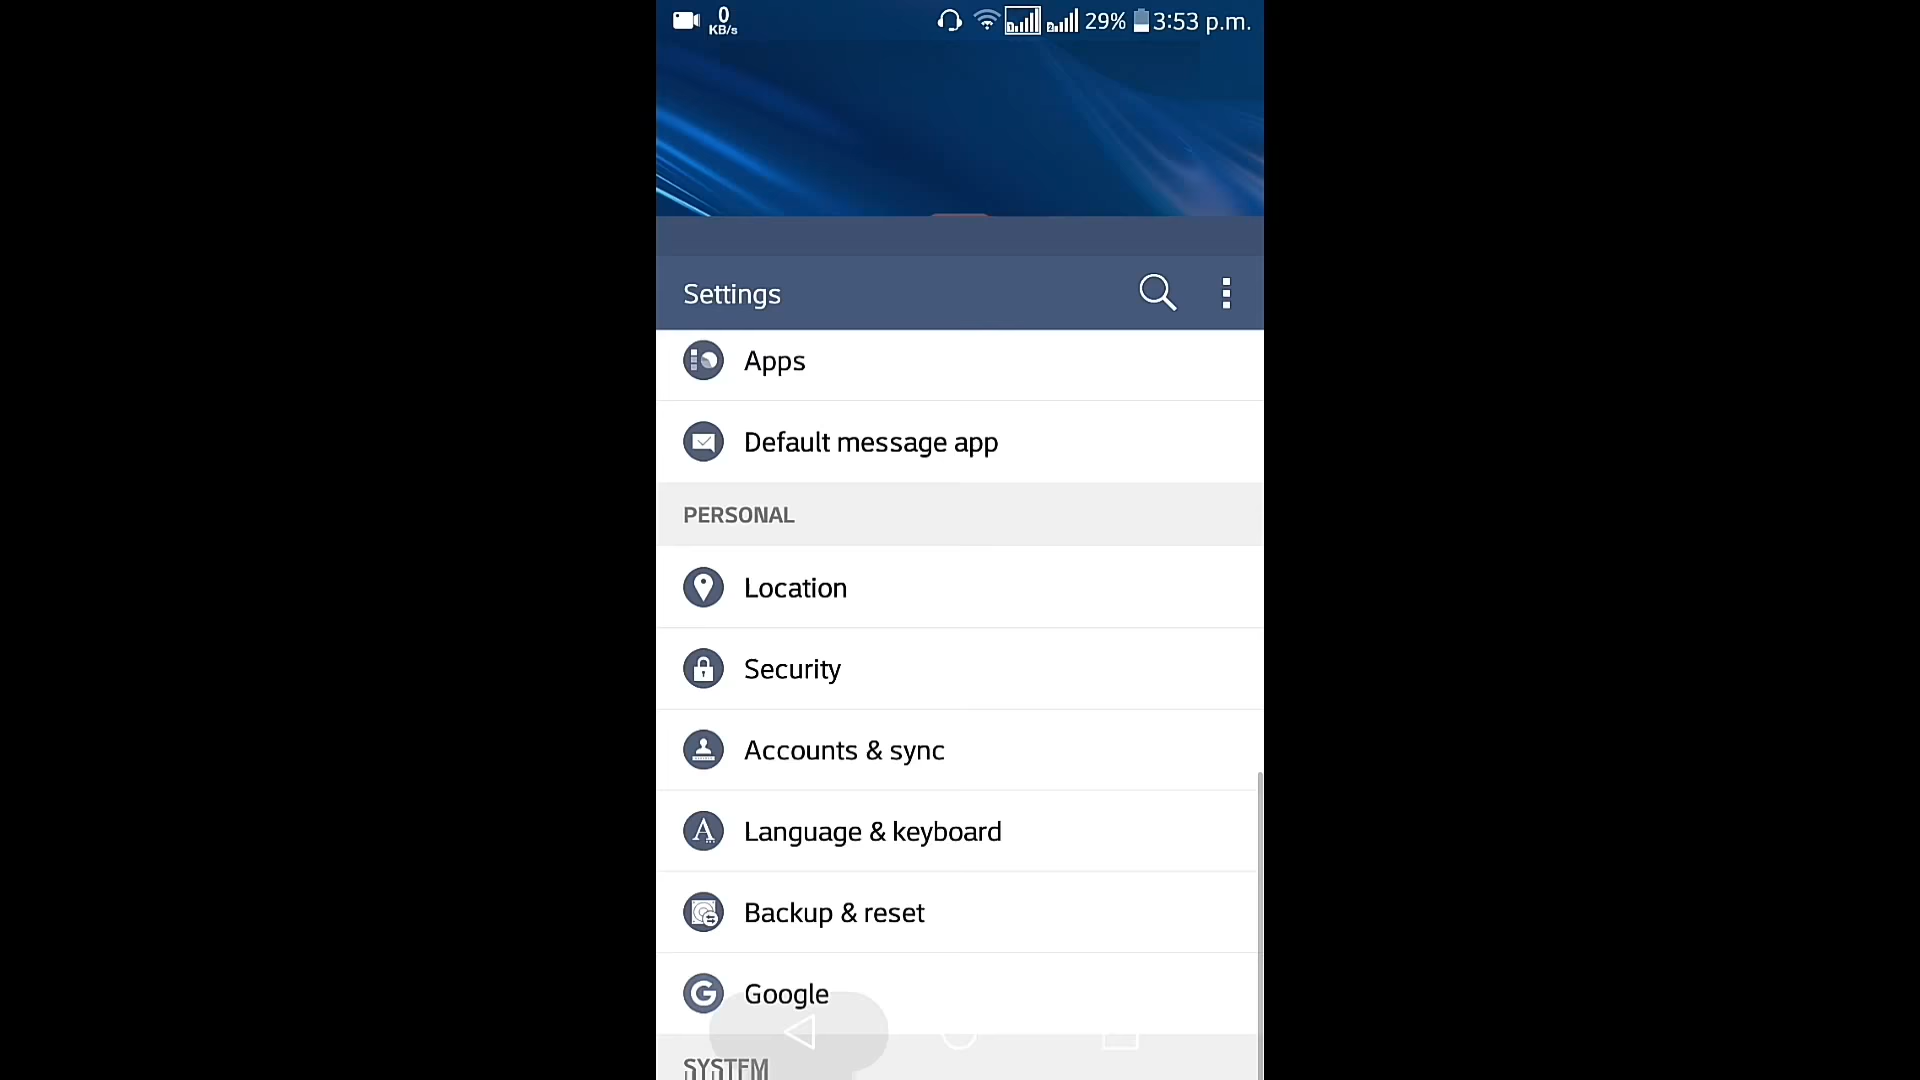 0
KB/s
29% 3:53 p.m.
Settings
Apps
Default message app
PERSONAL
Location
Security
Accounts & sync
Language & keyboard
Backup & reset
Google
SYSTEM